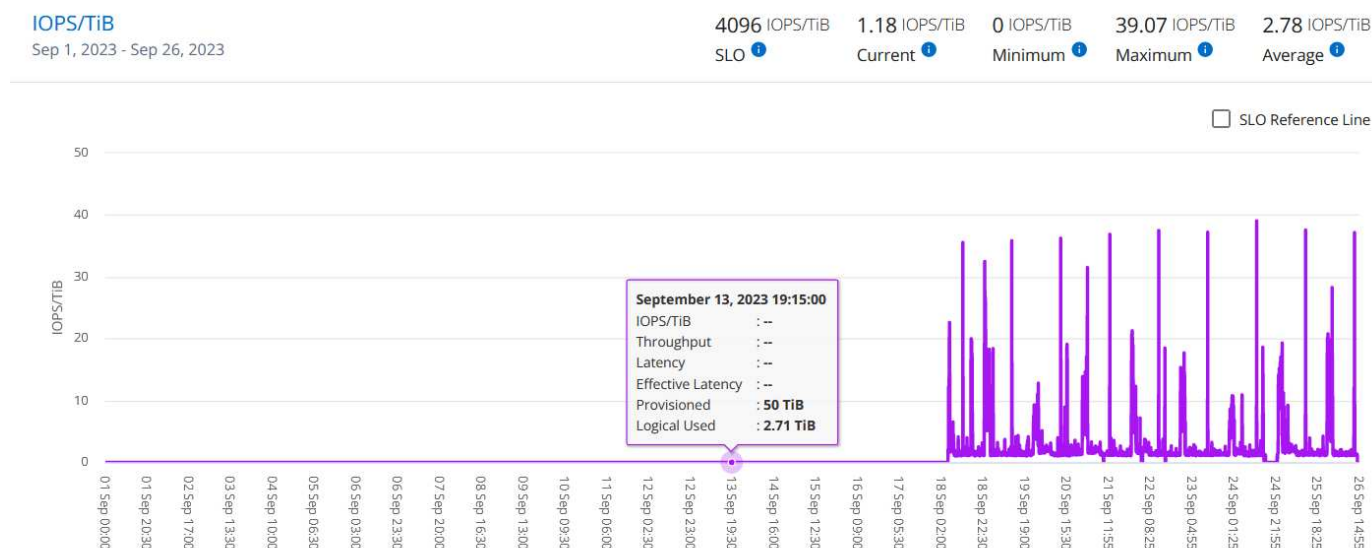 IOPS/TiB
Sep 1, 2023 - Sep 26, 2023
4096 IOPS/TiB
SLO
1.18 IOPS/TiB
Current
0 IOPS/TiB
Minimum
39.07 IOPS/TiB
Maximum
2.78 IOPS/TiB
Average
SLO Reference Line
50
40
30
20
10
0
IOPS/TiB
September 13, 2023 19:15:00
IOPS/TiB : --
Throughput : --
Latency : --
Effective Latency : --
Provisioned : 50 TiB
Logical Used : 2.71 TiB
01 Sep 00:00
01 Sep 20:30
02 Sep 17:00
03 Sep 13:30
04 Sep 10:00
05 Sep 06:30
06 Sep 03:00
06 Sep 23:30
07 Sep 20:00
08 Sep 16:30
09 Sep 13:00
10 Sep 09:30
11 Sep 06:00
12 Sep 02:30
12 Sep 23:00
13 Sep 19:30
14 Sep 16:00
15 Sep 12:30
16 Sep 09:00
17 Sep 05:30
18 Sep 02:00
18 Sep 22:30
19 Sep 19:00
20 Sep 15:30
21 Sep 11:55
22 Sep 08:25
23 Sep 04:55
24 Sep 01:25
24 Sep 21:55
25 Sep 18:25
26 Sep 14:55